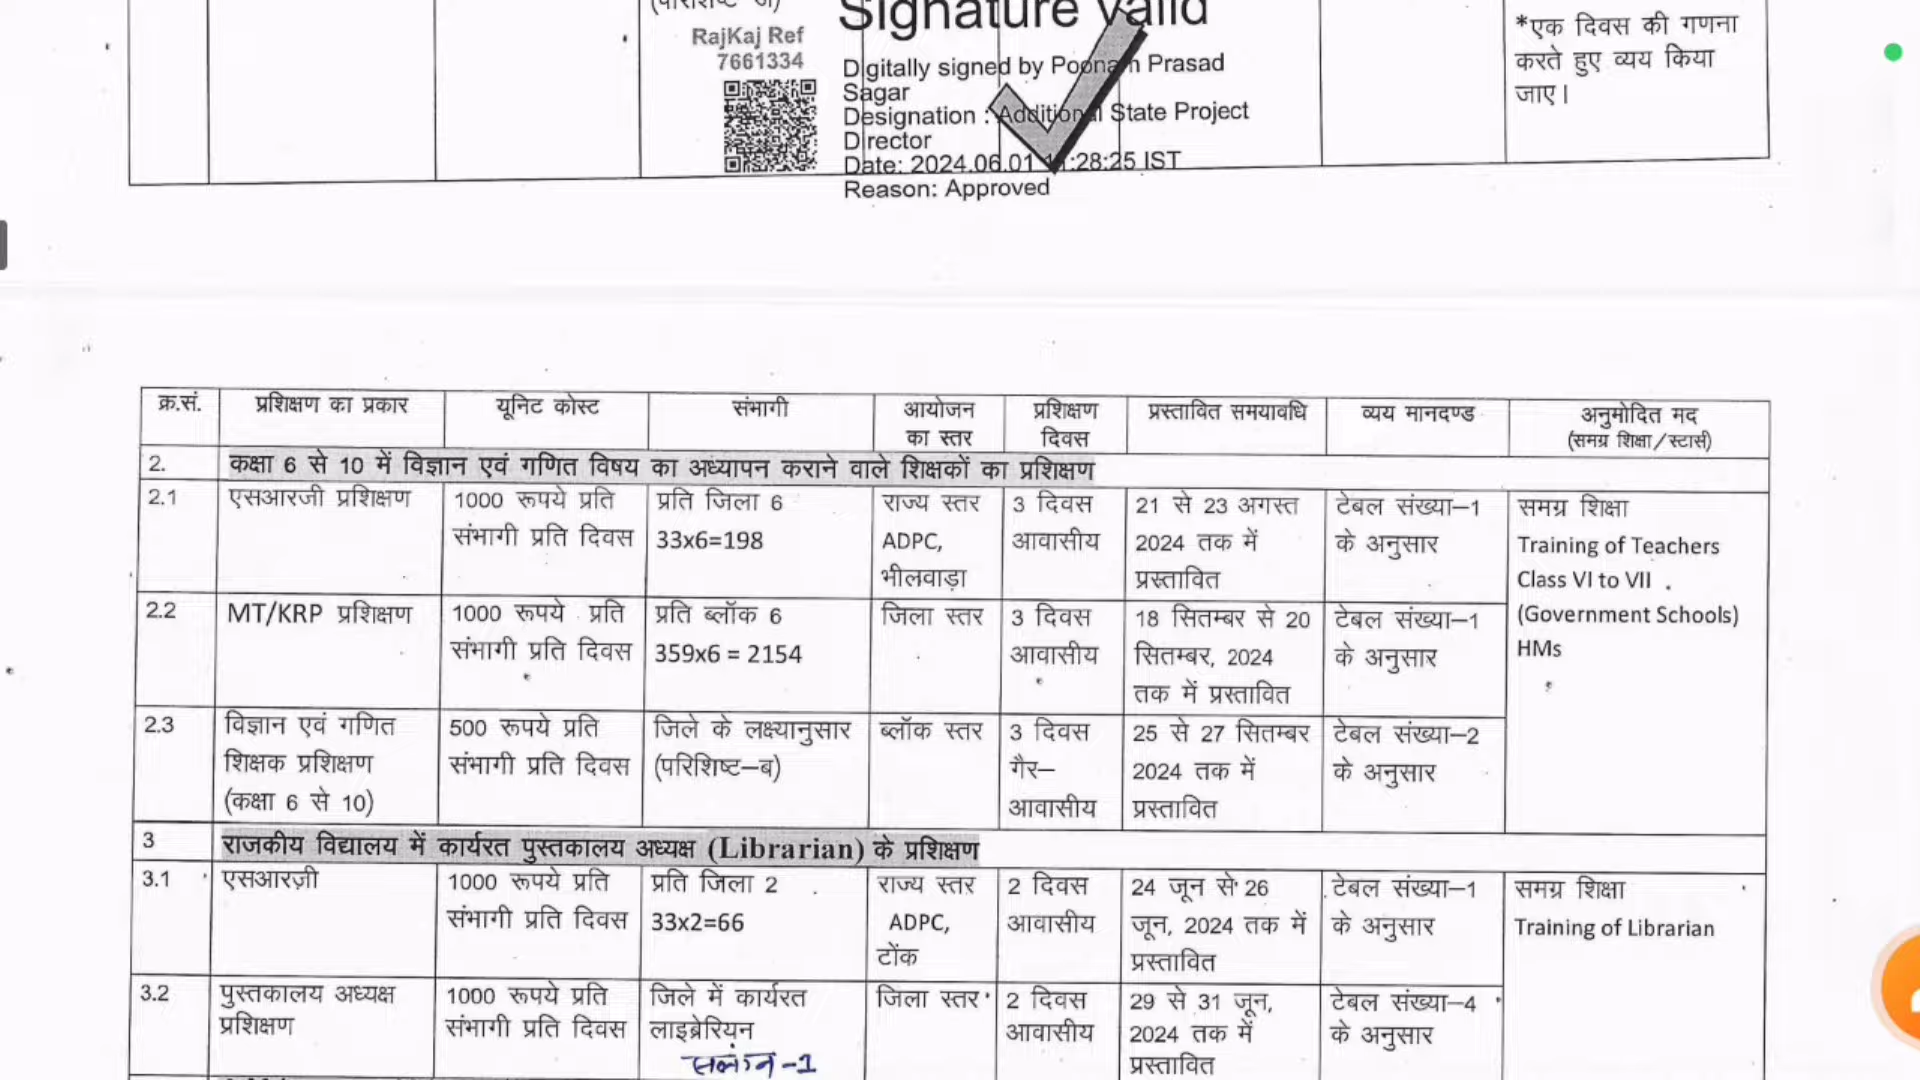 Signature valid
RajKaj Ref
7661334
Digitally signed by Poonam Prasad
Sagar
Designation : Additional State Project
Director
Date: 2024.06.01 :28:25 IST
Reason: Approved
*एक दिवस की गणना
करते हुए व्यय किया
जाए।
क्र.सं. प्रशिक्षण का प्रकार यूनिट कोस्ट संभागी आयोजन प्रशिक्षण प्रस्तावित समयावधि व्यय मानदण्ड अनुमोदित मद
का स्तर दिवस (समग्र शिक्षा/स्टार्स)
2. कक्षा 6 से 10 में विज्ञान एवं गणित विषय का अध्यापन कराने वाले शिक्षकों का प्रशिक्षण
2.1 एसआरजी प्रशिक्षण 1000 रूपये प्रति प्रति जिला 6 राज्य स्तर 3 दिवस 21 से 23 अगस्त टेबल संख्या–1 समग्र शिक्षा
संभागी प्रति दिवस 33x6=198 ADPC, आवासीय 2024 तक में के अनुसार Training of Teachers
भीलवाड़ा प्रस्तावित Class VI to VII
2.2 MT/KRP प्रशिक्षण 1000 रूपये प्रति प्रति ब्लॉक 6 जिला स्तर 3 दिवस 18 सितम्बर से 20 टेबल संख्या–1 (Government Schools)
संभागी प्रति दिवस 359x6 = 2154 आवासीय सितम्बर, 2024 के अनुसार HMs
तक में प्रस्तावित
2.3 विज्ञान एवं गणित 500 रूपये प्रति जिले के लक्ष्यानुसार ब्लॉक स्तर 3 दिवस 25 से 27 सितम्बर टेबल संख्या–2
शिक्षक प्रशिक्षण संभागी प्रति दिवस (परिशिष्ट–ब) गैर– 2024 तक में के अनुसार
(कक्षा 6 से 10) आवासीय प्रस्तावित
3 राजकीय विद्यालय में कार्यरत पुस्तकालय अध्यक्ष (Librarian) के प्रशिक्षण
3.1 एसआरज़ी 1000 रूपये प्रति प्रति जिला 2 राज्य स्तर 2 दिवस 24 जून से 26 टेबल संख्या–1 समग्र शिक्षा
संभागी प्रति दिवस 33x2=66 ADPC, आवासीय जून, 2024 तक में के अनुसार Training of Librarian
टोंक प्रस्तावित
3.2 पुस्तकालय अध्यक्ष 1000 रूपये प्रति जिले में कार्यरत जिला स्तर 2 दिवस 29 से 31 जून, टेबल संख्या–4
प्रशिक्षण संभागी प्रति दिवस लाइब्रेरियन आवासीय 2024 तक में के अनुसार
प्रस्तावित